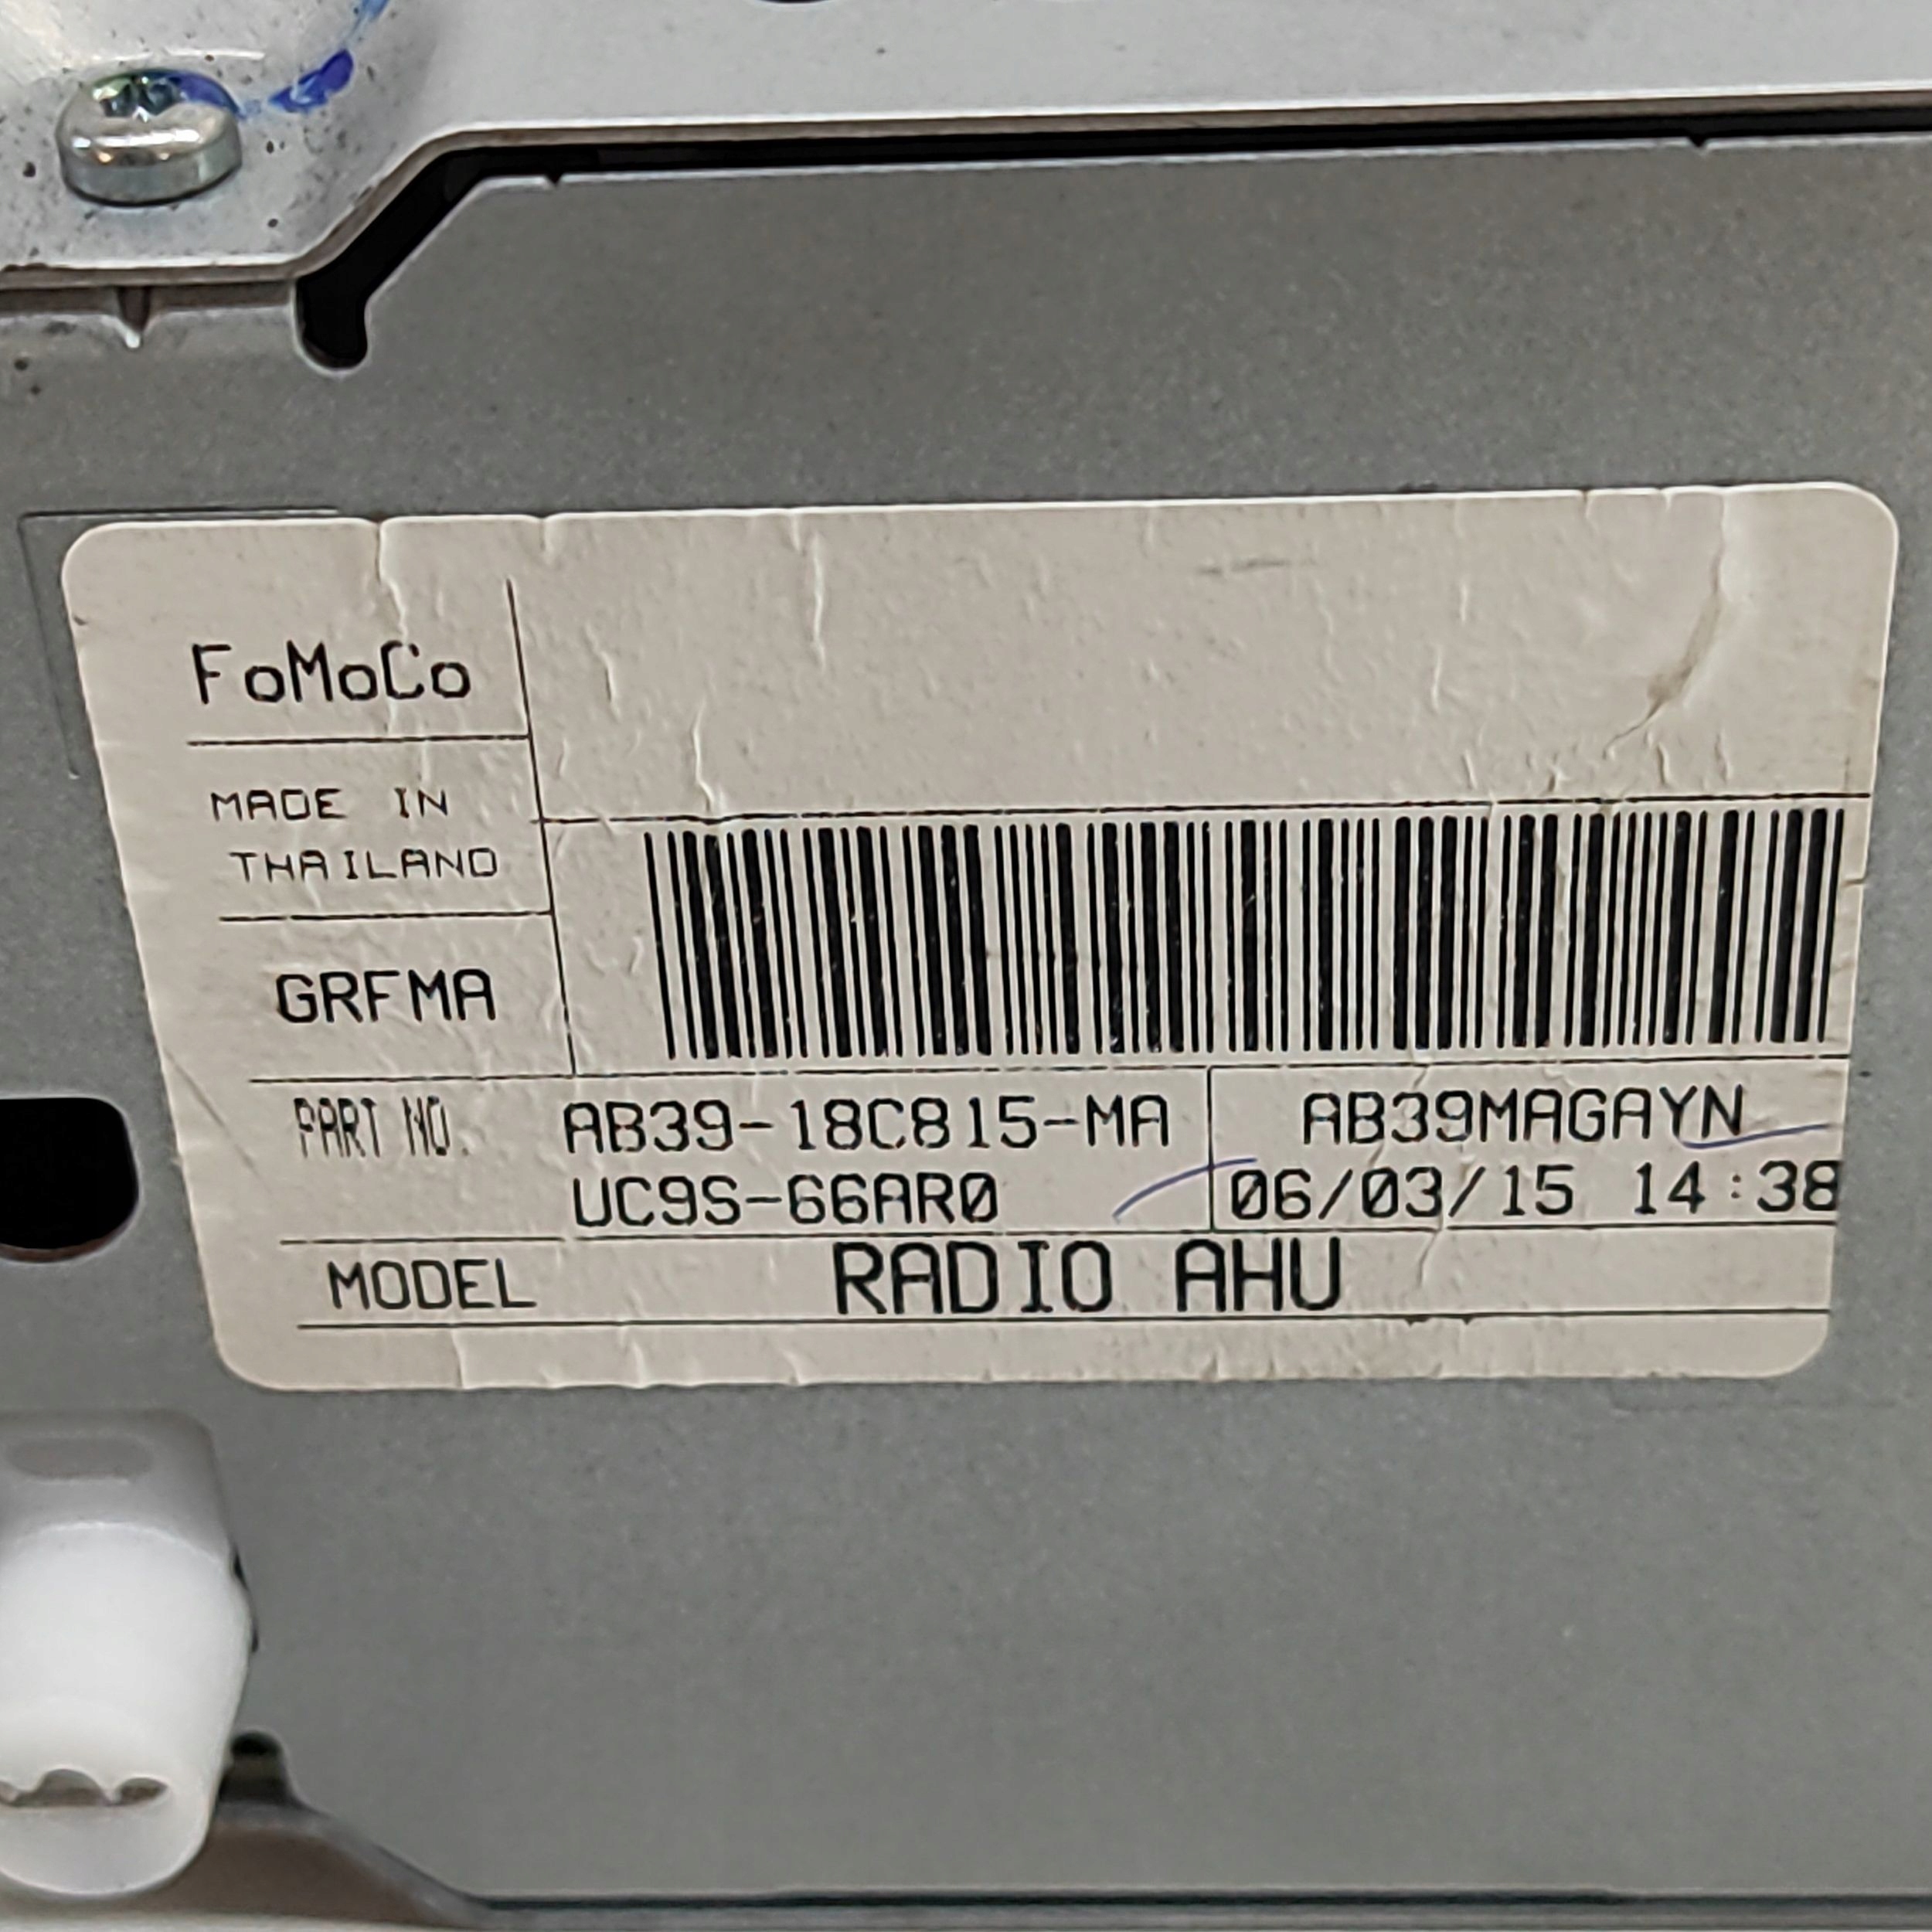 FoMoCo
MADE IN
THAILAND
GRFMA
PART NO. AB39-18C815-MA AB39MAGAYN
UC9S-66AR0 06/03/15 14:38
MODEL RADIO AHU